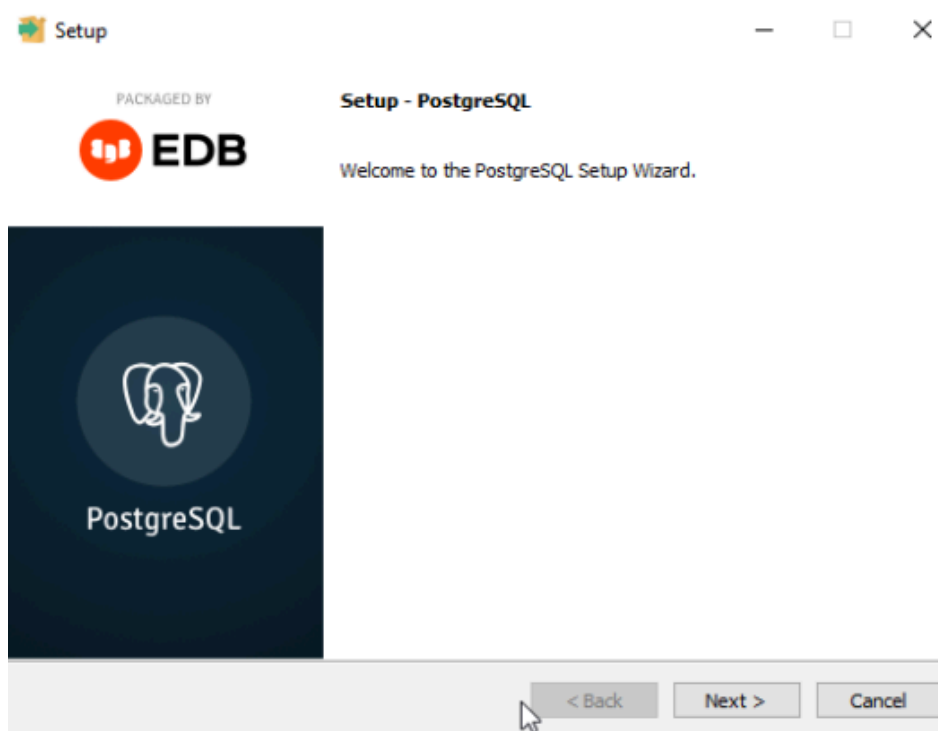 Setup
PACKAGED BY
EDB
Setup - PostgreSQL
Welcome to the PostgreSQL Setup Wizard.
PostgreSQL
< Back
Next >
Cancel